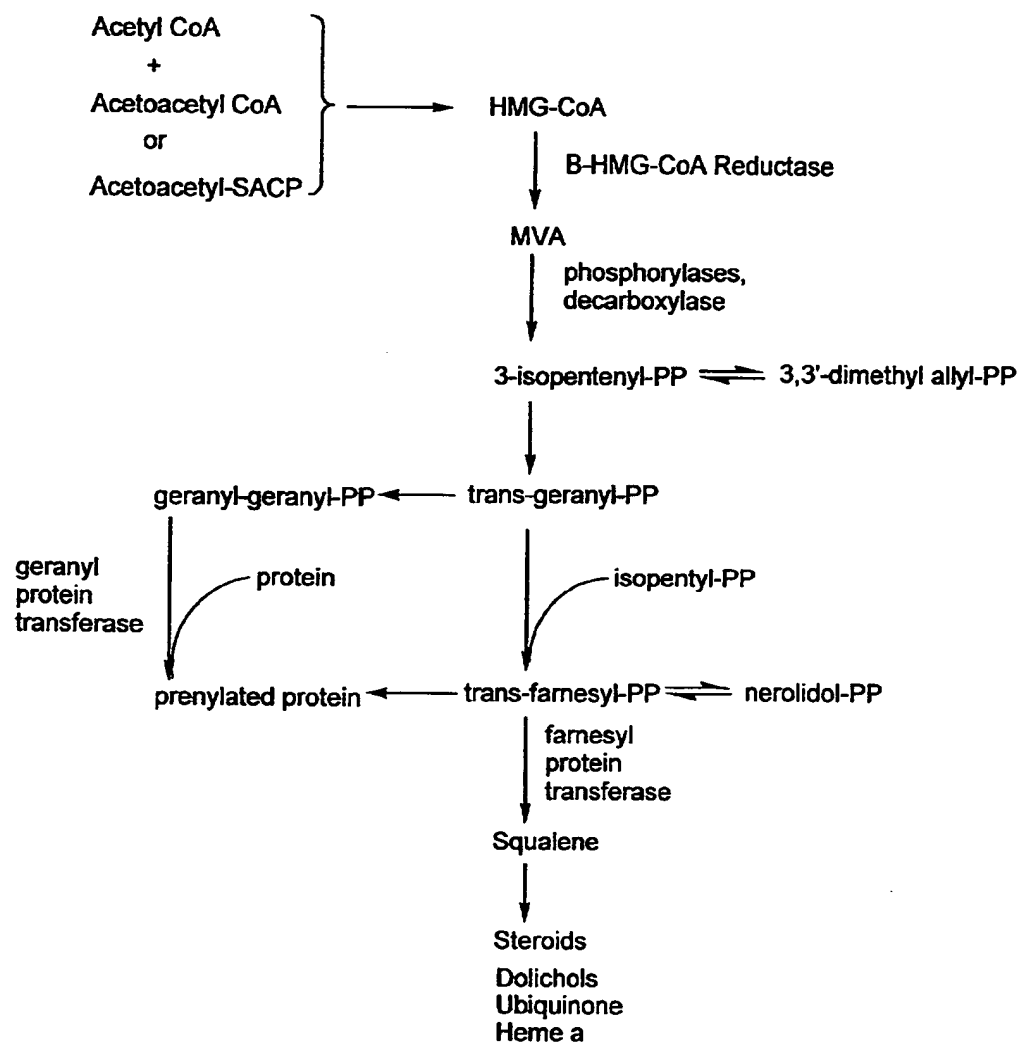 Acetyl CoA
+
Acetoacetyl CoA
or
Acetoacetyl-SACP
HMG-CoA
B-HMG-CoA Reductase
MVA
phosphorylases,
decarboxylase
3-isopentenyl-PP
3,3'-dimethyl allyl-PP
geranyl-geranyl-PP
trans-geranyl-PP
geranyl
protein
transferase
protein
isopentyl-PP
prenylated protein
trans-farnesyl-PP
nerolidol-PP
farnesyl
protein
transferase
Squalene
Steroids
Dolichols
Ubiquinone
Heme a